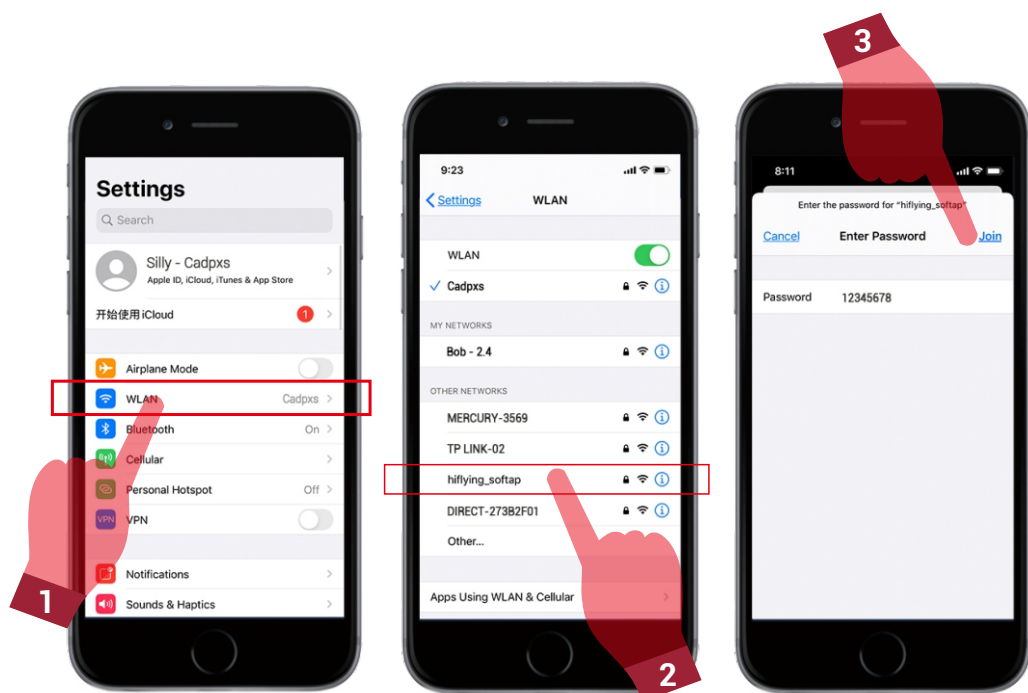 Settings
Search
Silly - Cadpxs
Apple ID, iCloud, iTunes & App Store
开始使用 iCloud 1
Airplane Mode
WLAN Cadpxs
Bluetooth On
Cellular
Personal Hotspot Off
VPN VPN
Notifications
Sounds & Haptics
1
9:23
Settings WLAN
WLAN
Cadpxs
MY NETWORKS
Bob - 2.4
OTHER NETWORKS
MERCURY-3569
TP LINK-02
hiflying_softap
DIRECT-273B2F01
Other...
Apps Using WLAN & Cellular
2
3
8:11
Enter the password for “hiflying_softap”
Cancel Enter Password Join
Password 12345678